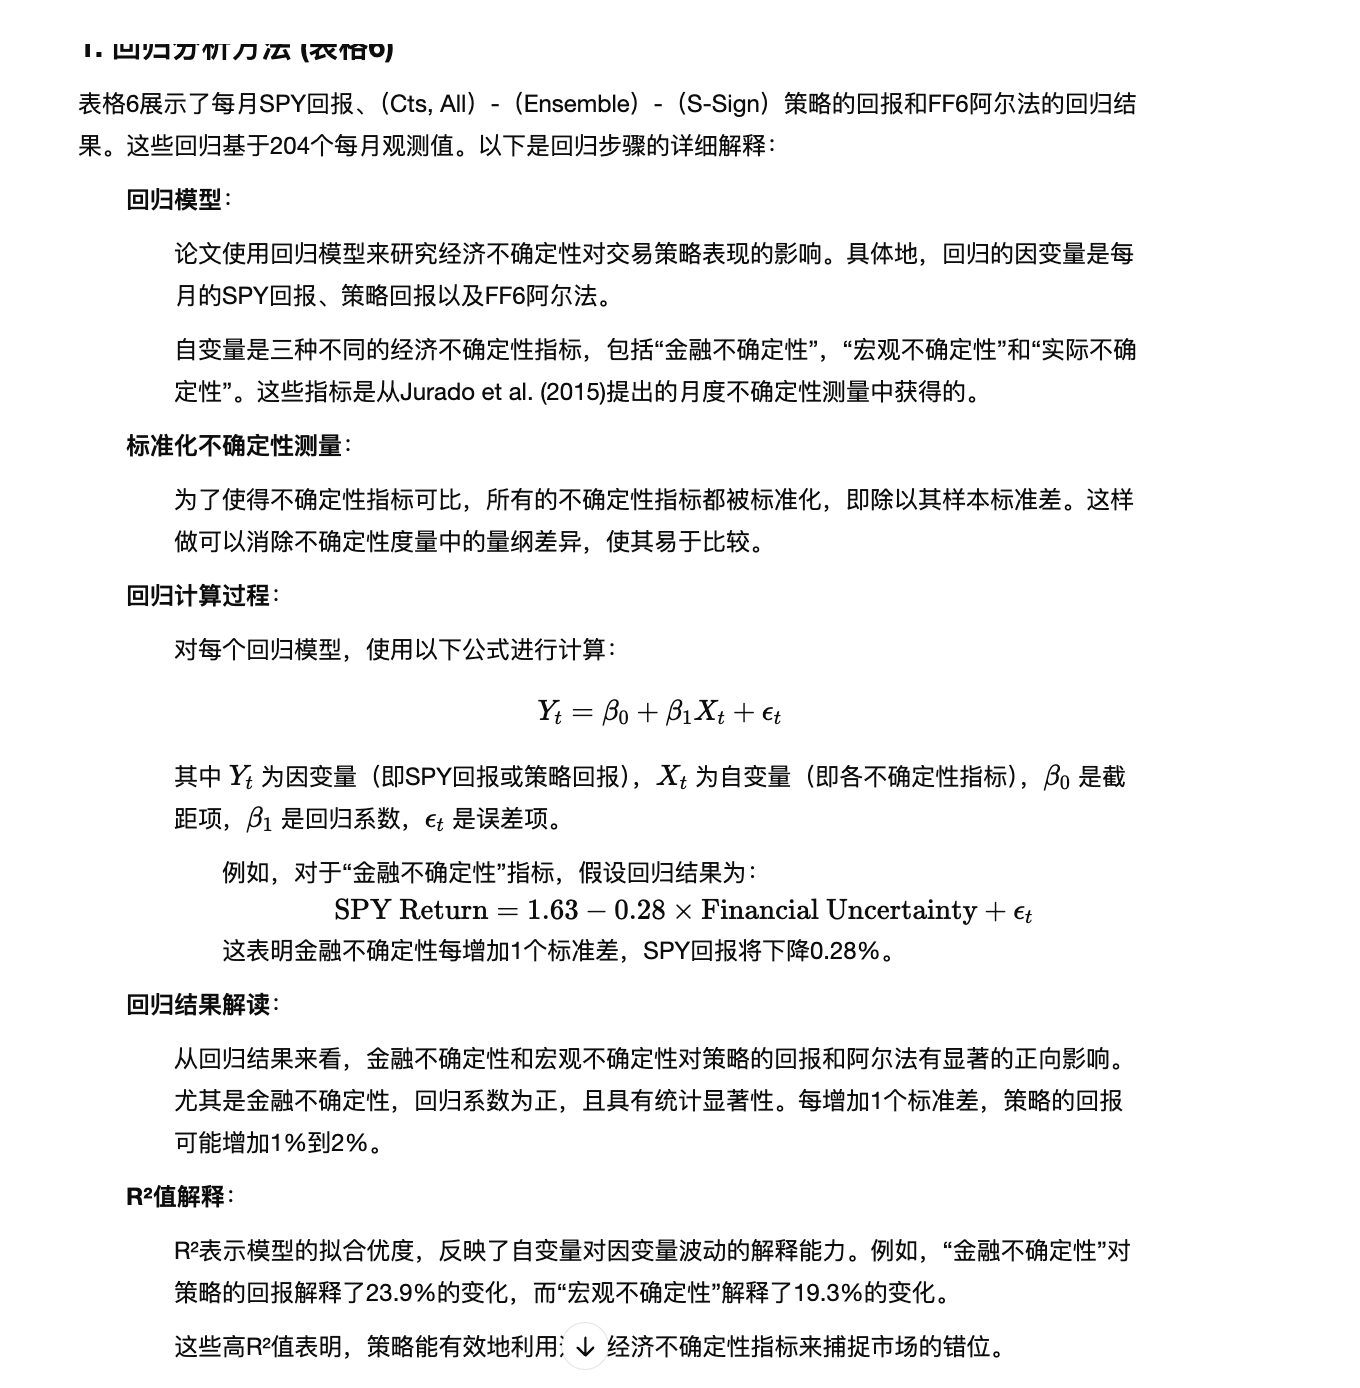 1. 回归分析方法 (表格6)
表格6展示了每月SPY回报、（Cts, All）-（Ensemble）-（S-Sign）策略的回报和FF6阿尔法的回归结
果。这些回归基于204个每月观测值。以下是回归步骤的详细解释：
回归模型：
论文使用回归模型来研究经济不确定性对交易策略表现的影响。具体地，回归的因变量是每
月的SPY回报、策略回报以及FF6阿尔法。
自变量是三种不同的经济不确定性指标，包括“金融不确定性”，“宏观不确定性”和“实际不确
定性”。这些指标是从Jurado et al. (2015)提出的月度不确定性测量中获得的。
标准化不确定性测量：
为了使得不确定性指标可比，所有的不确定性指标都被标准化，即除以其样本标准差。这样
做可以消除不确定性度量中的量纲差异，使其易于比较。
回归计算过程：
对每个回归模型，使用以下公式进行计算：
Yₜ = β₀ + β₁Xₜ + ϵₜ
其中 Yₜ 为因变量（即SPY回报或策略回报），Xₜ 为自变量（即各不确定性指标），β₀ 是截
距项，β₁ 是回归系数，ϵₜ 是误差项。
例如，对于“金融不确定性”指标，假设回归结果为：
SPY Return = 1.63 − 0.28 × Financial Uncertainty + ϵₜ
这表明金融不确定性每增加1个标准差，SPY回报将下降0.28%。
回归结果解读：
从回归结果来看，金融不确定性和宏观不确定性对策略的回报和阿尔法有显著的正向影响。
尤其是金融不确定性，回归系数为正，且具有统计显著性。每增加1个标准差，策略的回报
可能增加1%到2%。
R²值解释：
R²表示模型的拟合优度，反映了自变量对因变量波动的解释能力。例如，“金融不确定性”对
策略的回报解释了23.9%的变化，而“宏观不确定性”解释了19.3%的变化。
这些高R²值表明，策略能有效地利用 经济不确定性指标来捕捉市场的错位。